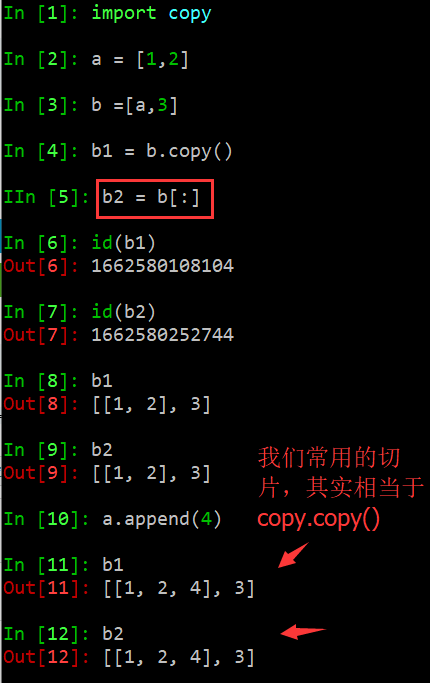 In [1]: import copy
In [2]: a = [1,2]
In [3]: b =[a,3]
In [4]: b1 = b.copy()
IIn [5]: b2 = b[:]
In [6]: id(b1)
Out[6]: 1662580108104
In [7]: id(b2)
Out[7]: 1662580252744
In [8]: b1
Out[8]: [[1, 2], 3]
In [9]: b2
Out[9]: [[1, 2], 3]
我们常用的切
片，其实相当于
copy.copy()
In [10]: a.append(4)
In [11]: b1
Out[11]: [[1, 2, 4], 3]
In [12]: b2
Out[12]: [[1, 2, 4], 3]